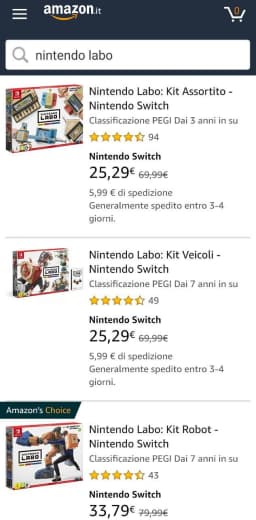 amazon.it
0
nintendo labo
Nintendo Labo: Kit Assortito -
Nintendo Switch
Classificazione PEGI Dai 3 anni in su
94
Nintendo Switch
25,29€ 69,99€
5,99 € di spedizione
Generalmente spedito entro 3-4
giorni.
LABO
Nintendo Labo: Kit Veicoli -
Nintendo Switch
Classificazione PEGI Dai 7 anni in su
49
Nintendo Switch
25,29€ 69,99€
5,99 € di spedizione
Generalmente spedito entro 3-4
giorni.
Amazon's Choice
LABO
Nintendo Labo: Kit Robot -
Nintendo Switch
Classificazione PEGI Dai 7 anni in su
43
Nintendo Switch
33,79€ 79,99€